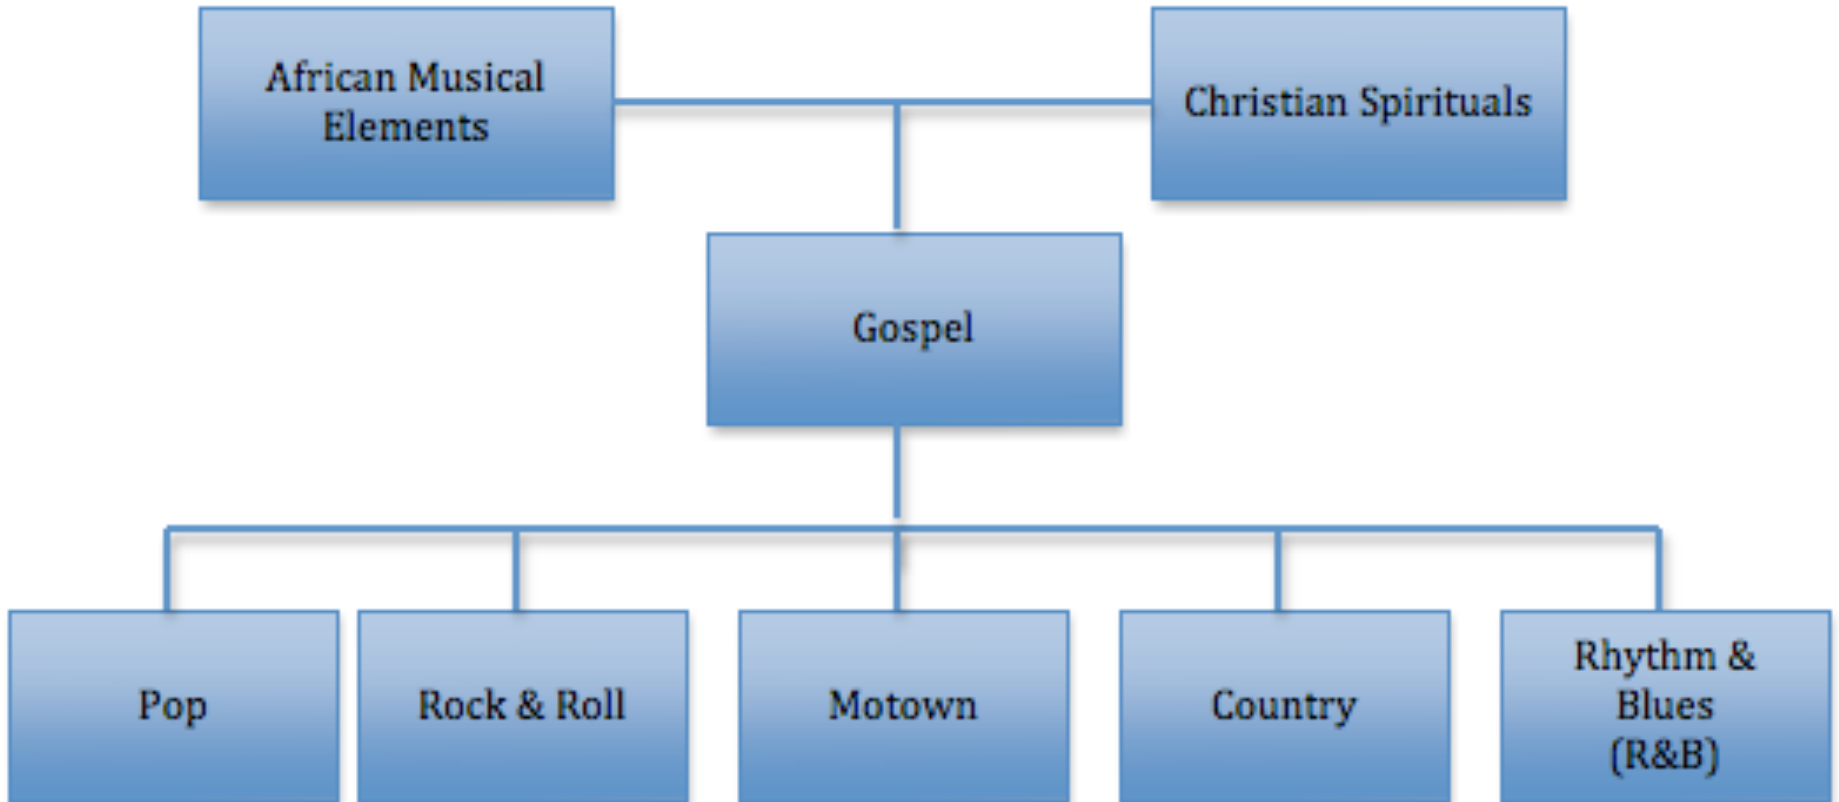 African Musical
Elements
Christian Spirituals
Gospel
Pop
Rock & Roll
Motown
Country
Rhythm &
Blues
(R&B)